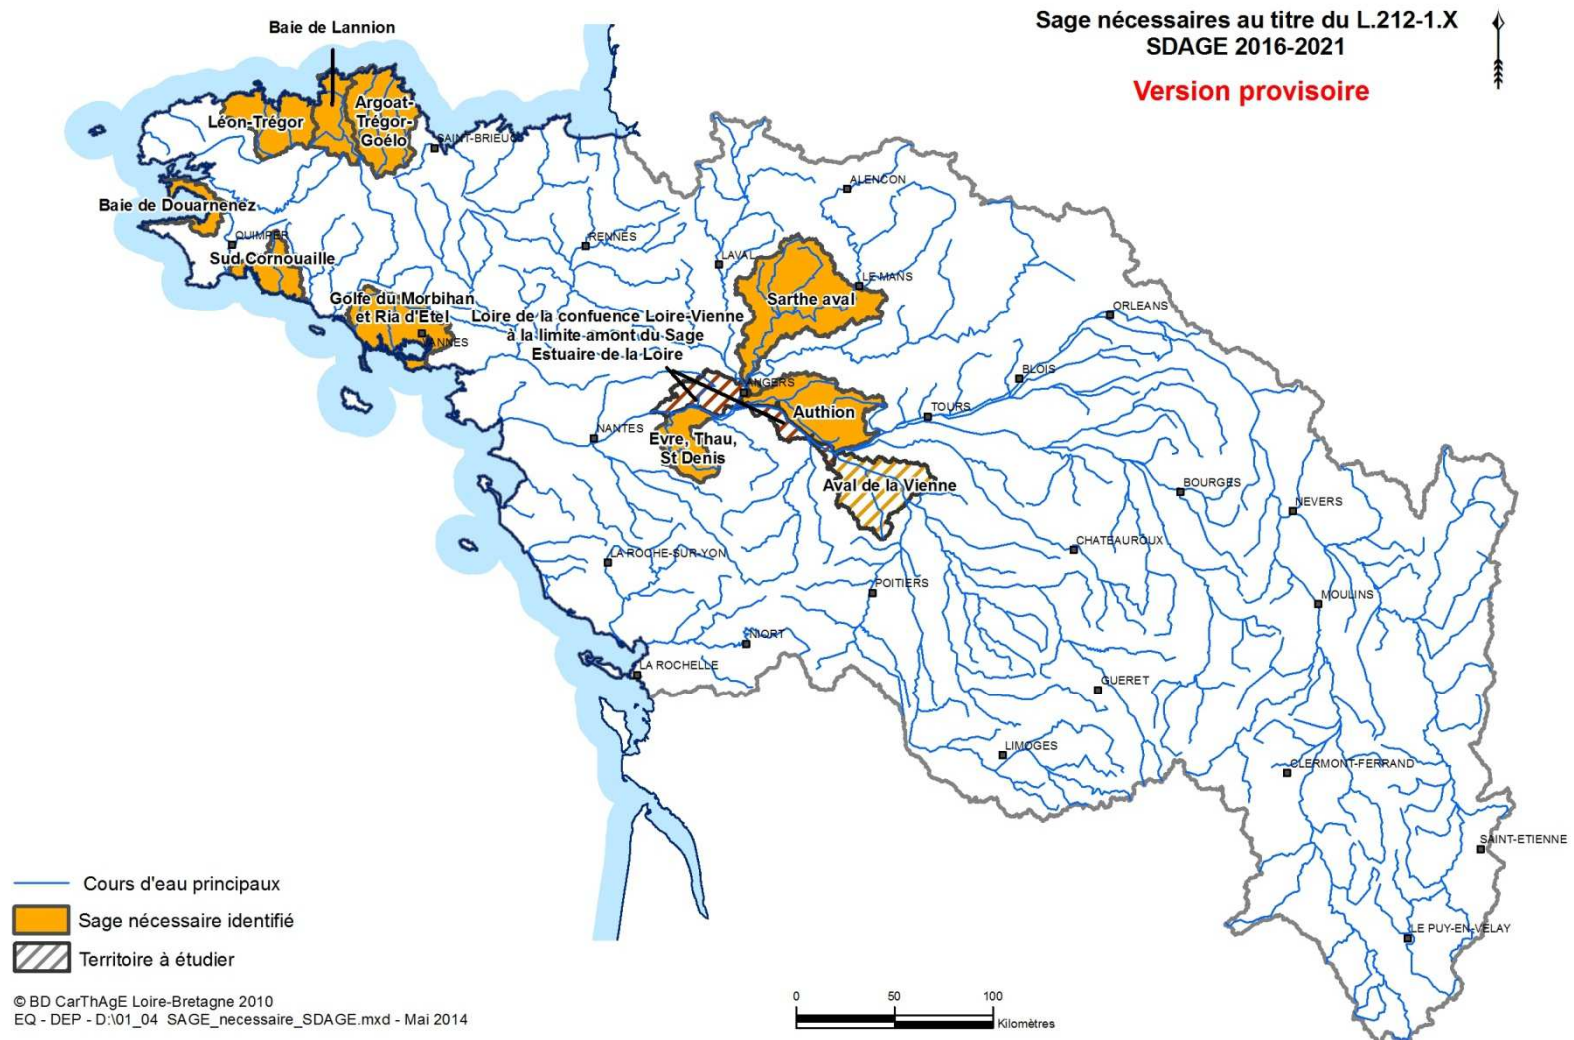 Sage nécessaires au titre du L.212-1.X
SDAGE 2016-2021
Version provisoire
Baie de Lannion
Argoat-
Trégor-
Goélo
Léon-Trégor
SAINT-BRIEUC
ALENCON
Baie de Douarnenez
QUIMPER
Sud Cornouaille
RENNES
LAVAL
LE MANS
Sarthe aval
Golfe du Morbihan
et Ria d'Etel
VANNES
Loire de la confuence Loire-Vienne
à la limite amont du Sage
Estuaire de la Loire
ORLEANS
BLOIS
ANGERS
Authion
TOURS
NANTES
Evre, Thau,
St Denis
Aval de la Vienne
BOURGES
NEVERS
CHATEAUROUX
LA ROCHE-SUR-YON
POITIERS
MOULINS
NIORT
LA ROCHELLE
GUERET
LIMOGES
CLERMONT-FERRAND
SAINT-ETIENNE
LE PUY-EN-VELAY
Cours d'eau principaux
Sage nécessaire identifié
Territoire à étudier
© BD CarThAgE Loire-Bretagne 2010
EQ - DEP - D:\01_04_SAGE_necessaire_SDAGE.mxd - Mai 2014
0 50 100
Kilomètres